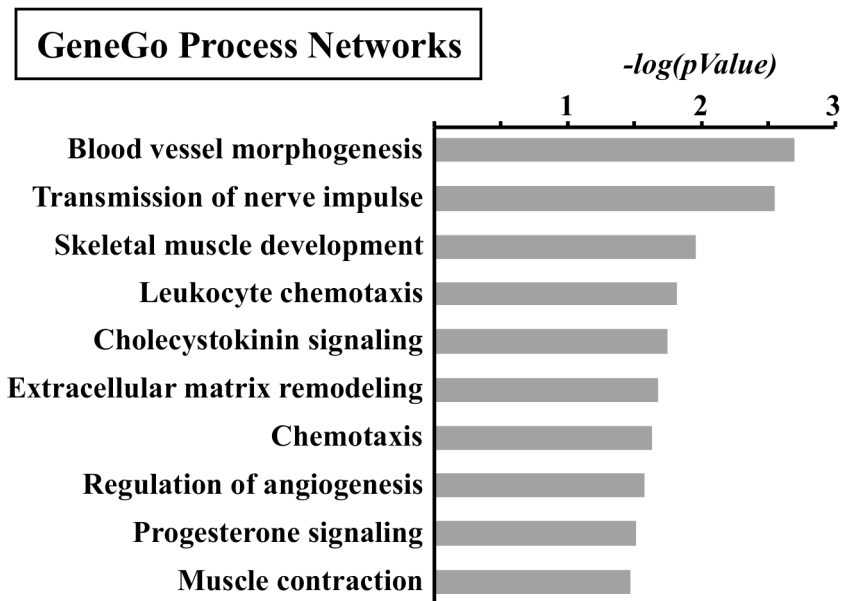 GeneGo Process Networks
-log(pValue)
1 2 3
Blood vessel morphogenesis
Transmission of nerve impulse
Skeletal muscle development
Leukocyte chemotaxis
Cholecystokinin signaling
Extracellular matrix remodeling
Chemotaxis
Regulation of angiogenesis
Progesterone signaling
Muscle contraction